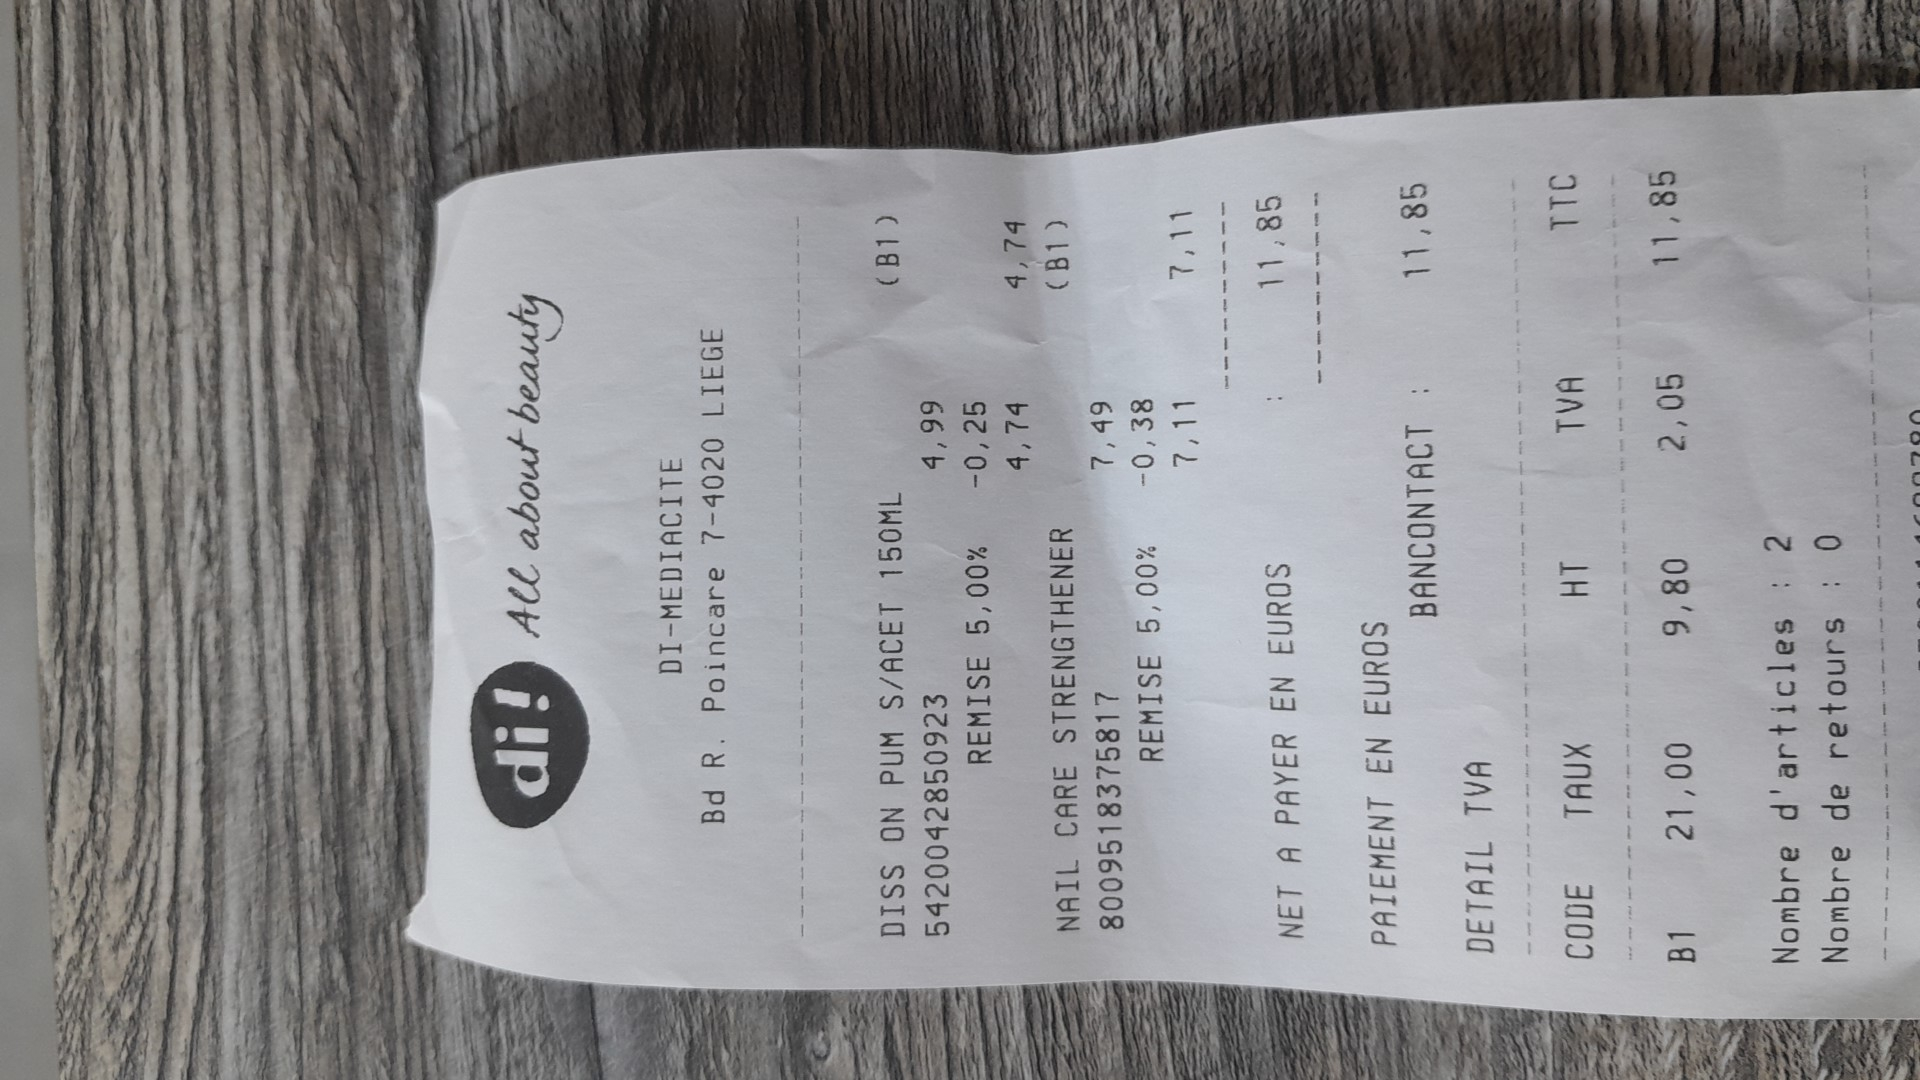 di! All about beauty
DI-MEDIACITE
Bd R. Poincare 7-4020 LIEGE
DISS ON PUM S/ACET 150ML (B1)
5420042850923 4,99
REMISE 5,00% -0,25
4,74 4,74
NAIL CARE STRENGTHENER (B1)
8009518375817 7,49
REMISE 5,00% -0,38
7,11 7,11
NET A PAYER EN EUROS : 11,85
PAIEMENT EN EUROS
BANCONTACT : 11,85
DETAIL TVA
CODE TAUX HT TVA TTC
B1 21,00 9,80 2,05 11,85
Nombre d'articles : 2
Nombre de retours : 0